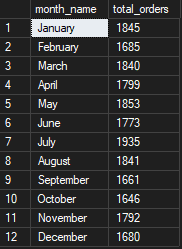 month_name total_orders
1 January 1845
2 February 1685
3 March 1840
4 April 1799
5 May 1853
6 June 1773
7 July 1935
8 August 1841
9 September 1661
10 October 1646
11 November 1792
12 December 1680